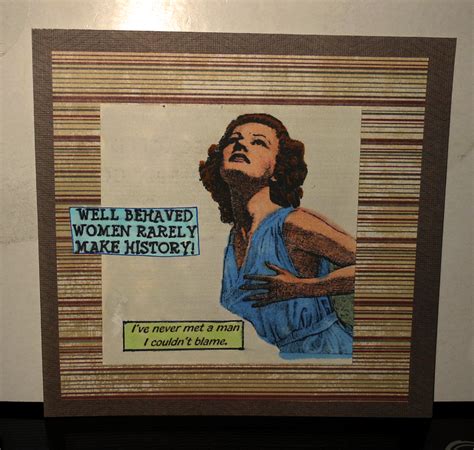 WELL BEHAVED
WOMEN RARELY
MAKE HISTORY!
I've never met a man
I couldn't blame.